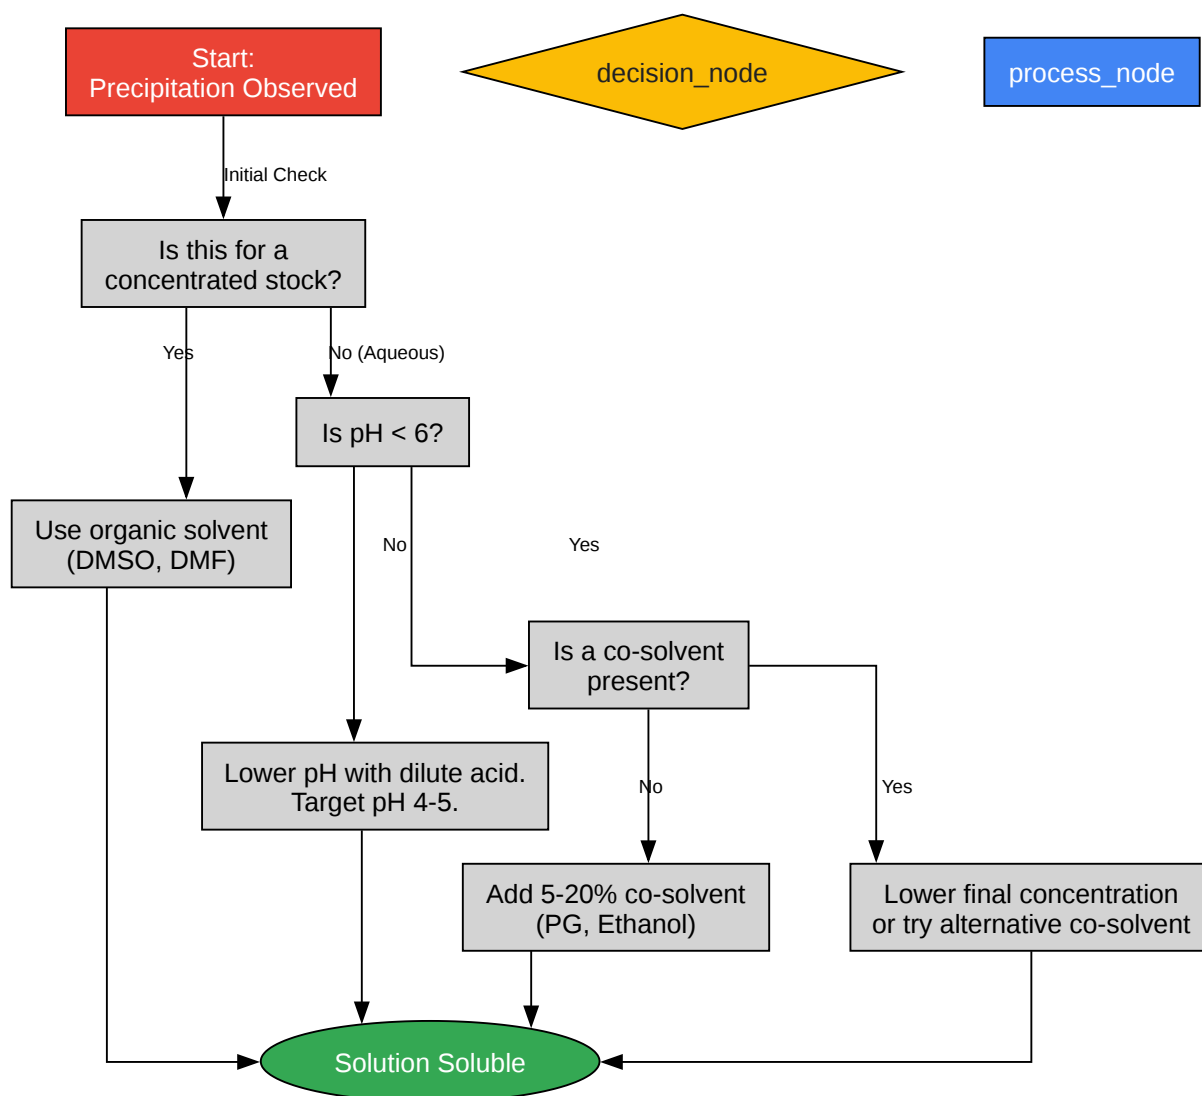 Start:
Precipitation Observed
decision_node
process_node
Initial Check
Is this for a
concentrated stock?
Yes
No (Aqueous)
Is pH < 6?
Use organic solvent
(DMSO, DMF)
No
Yes
Is a co-solvent
present?
Lower pH with dilute acid.
Target pH 4-5.
No
Yes
Add 5-20% co-solvent
(PG, Ethanol)
Lower final concentration
or try alternative co-solvent
Solution Soluble